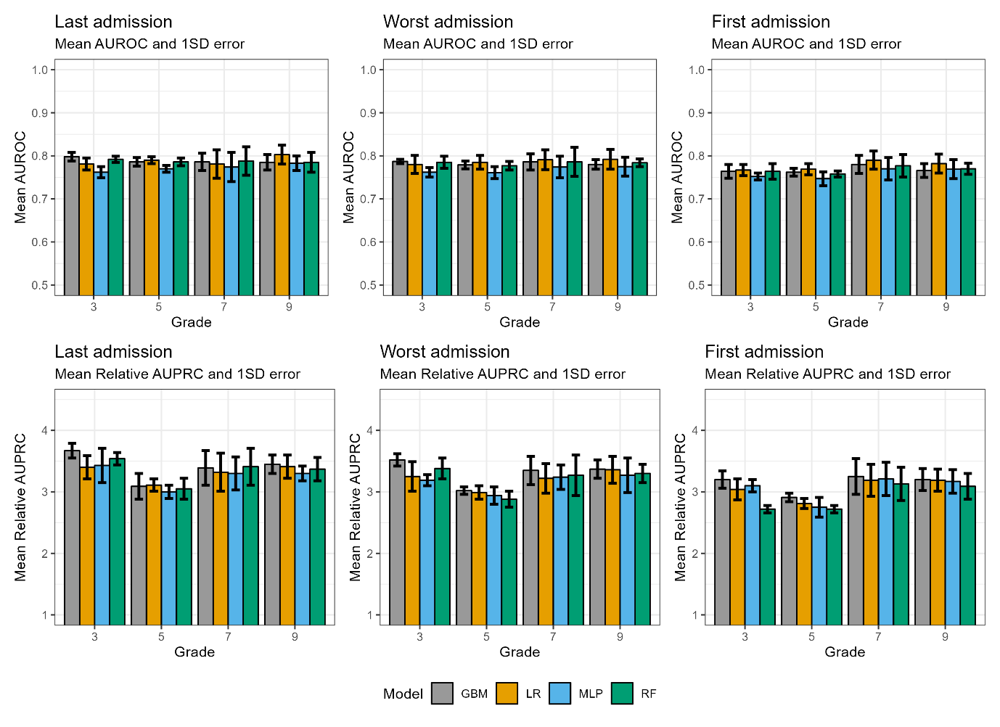 Last admission
Mean AUROC and 1SD error
Mean AUROC
1.0
0.9
0.8
0.7
0.6
0.5
3 5 7 9
Grade
Worst admission
Mean AUROC and 1SD error
Mean AUROC
1.0
0.9
0.8
0.7
0.6
0.5
3 5 7 9
Grade
First admission
Mean AUROC and 1SD error
Mean AUROC
1.0
0.9
0.8
0.7
0.6
0.5
3 5 7 9
Grade
Last admission
Mean Relative AUPRC and 1SD error
Mean Relative AUPRC
4
3
2
1
3 5 7 9
Grade
Worst admission
Mean Relative AUPRC and 1SD error
Mean Relative AUPRC
4
3
2
1
3 5 7 9
Grade
First admission
Mean Relative AUPRC and 1SD error
Mean Relative AUPRC
4
3
2
1
3 5 7 9
Grade
Model GBM LR MLP RF